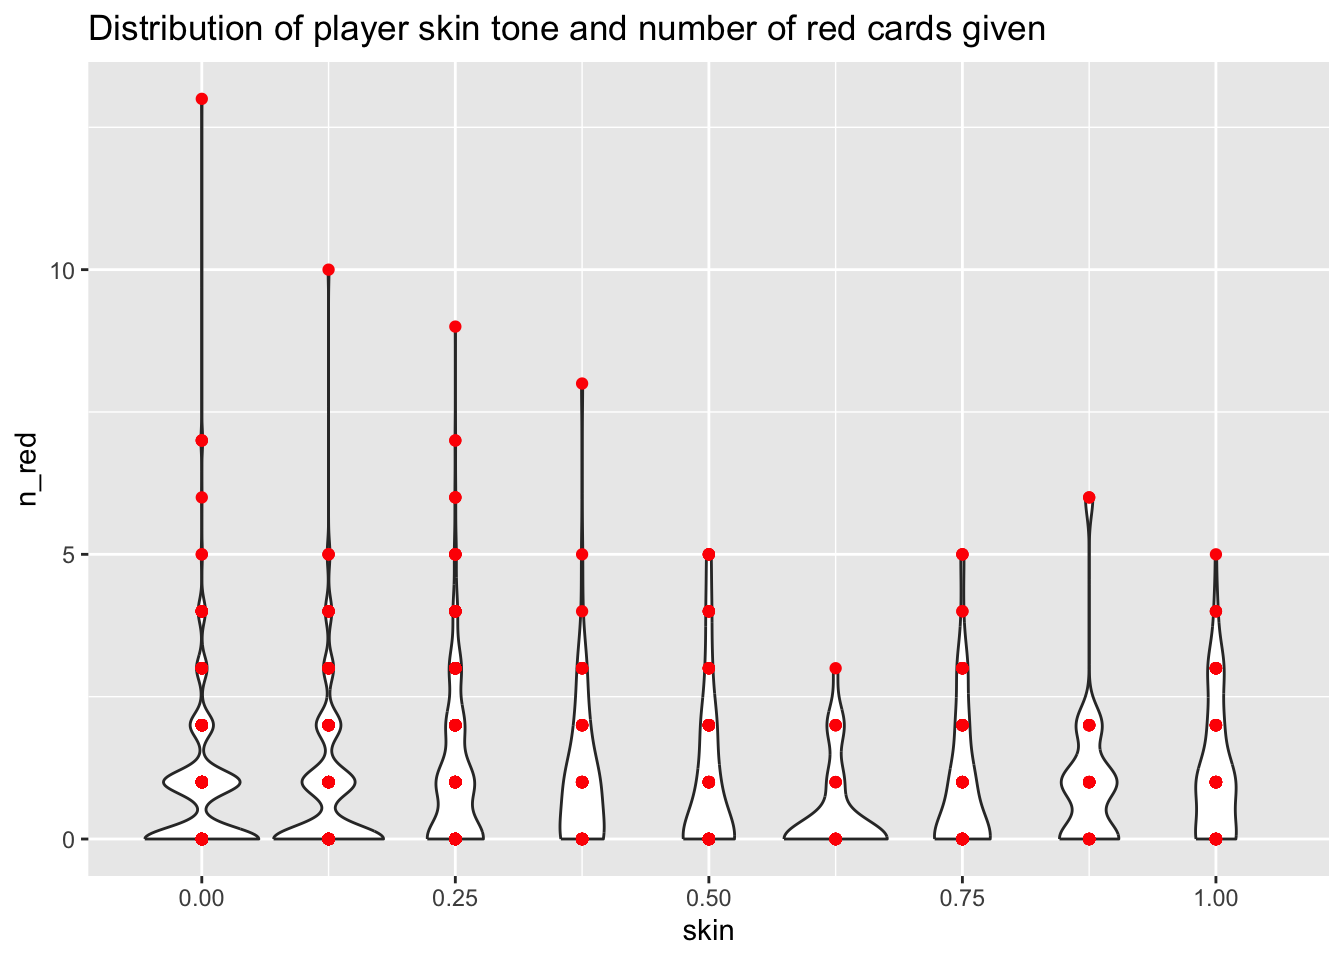 Distribution of player skin tone and number of red cards given
n_red
10
5
0
0.00 0.25 0.50 0.75 1.00
skin